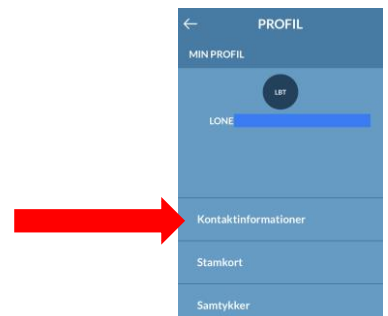 PROFIL
MIN PROFIL
LBT
LONE
Kontaktinformationer
Stamkort
Samtykker